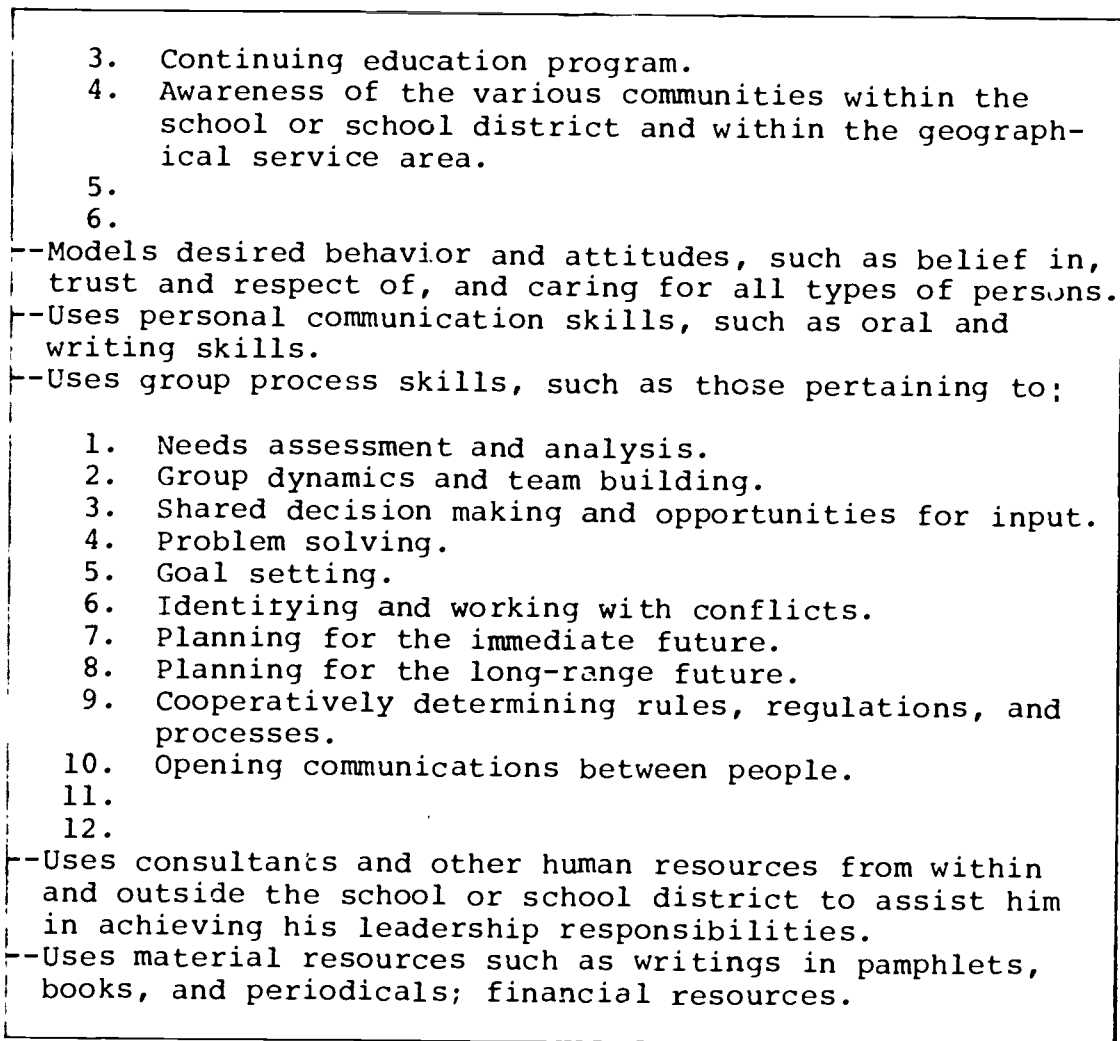 3. Continuing education program.
4. Awareness of the various communities within the
school or school district and within the geograph-
ical service area.
5.
6.
--Models desired behavior and attitudes, such as belief in,
trust and respect of, and caring for all types of persons.
--Uses personal communication skills, such as oral and
writing skills.
--Uses group process skills, such as those pertaining to:
1. Needs assessment and analysis.
2. Group dynamics and team building.
3. Shared decision making and opportunities for input.
4. Problem solving.
5. Goal setting.
6. Identifying and working with conflicts.
7. Planning for the immediate future.
8. Planning for the long-range future.
9. Cooperatively determining rules, regulations, and
processes.
10. Opening communications between people.
11.
12.
--Uses consultants and other human resources from within
and outside the school or school district to assist him
in achieving his leadership responsibilities.
--Uses material resources such as writings in pamphlets,
books, and periodicals; financial resources.